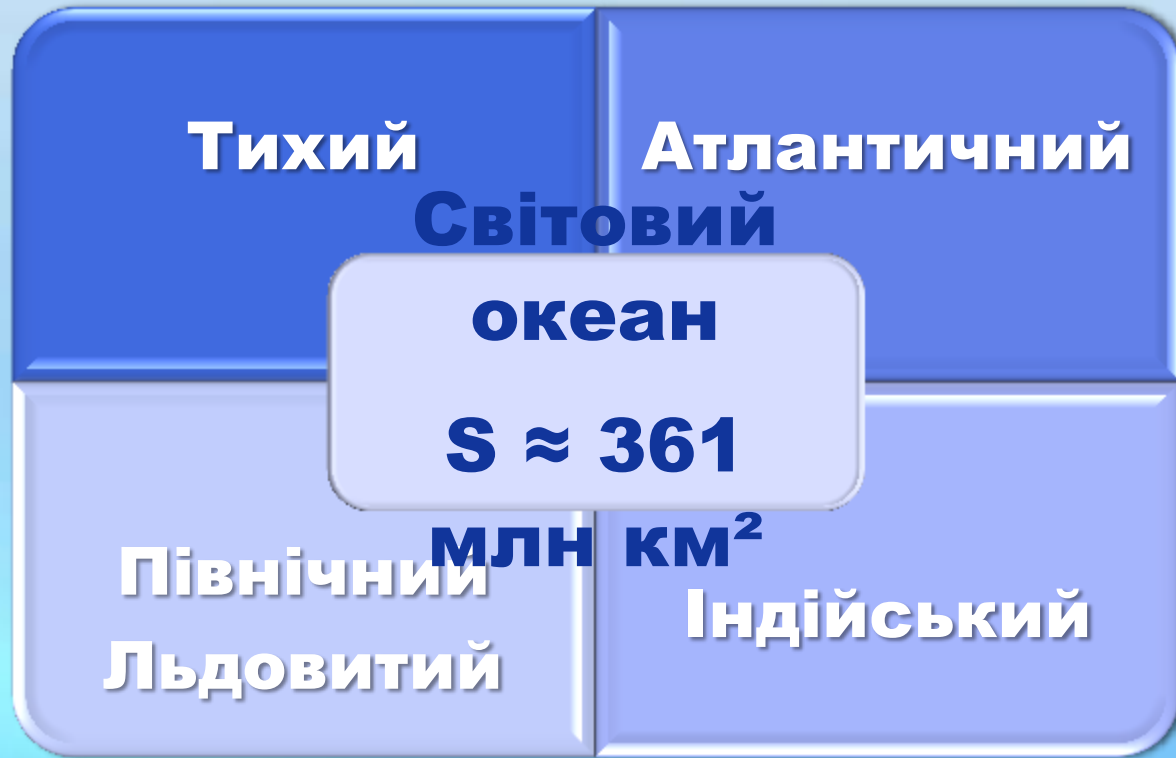 Тихий
Атлантичний
Світовий
океан
S ≈ 361
млн км²
Північний
Льдовитий
Індійський